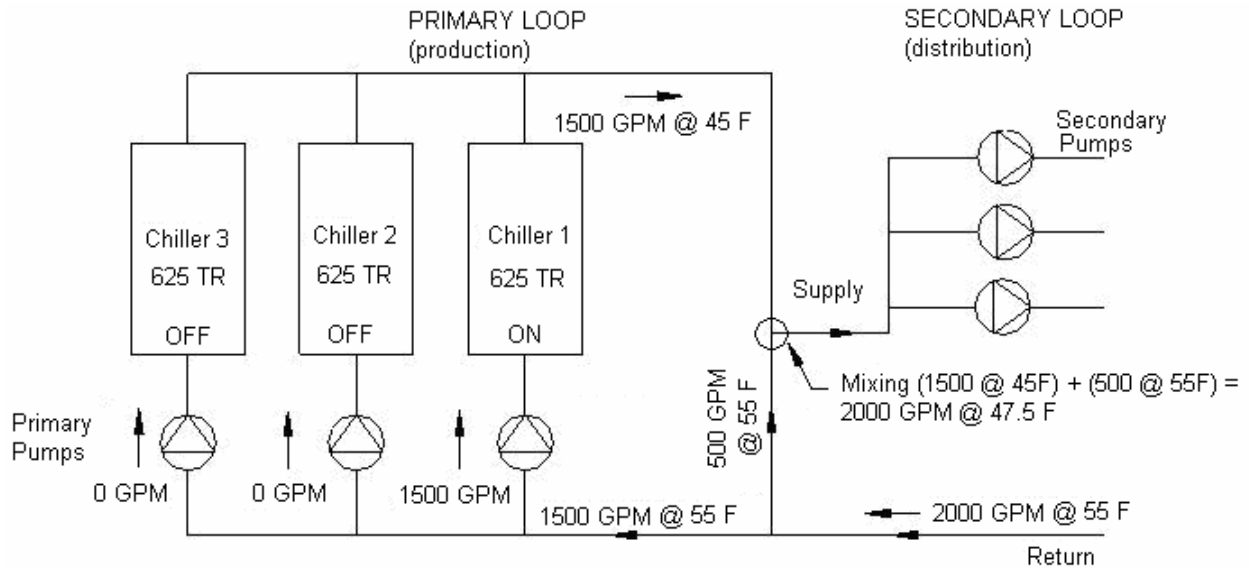 PRIMARY LOOP
(production)
SECONDARY LOOP
(distribution)
1500 GPM @ 45 F
Secondary
Pumps
Chiller 3
625 TR
OFF
Chiller 2
625 TR
OFF
Chiller 1
625 TR
ON
Supply
Mixing (1500 @ 45F) + (500 @ 55F) =
2000 GPM @ 47.5 F
500 GPM
@ 55 F
Primary
Pumps
0 GPM
0 GPM
1500 GPM
1500 GPM @ 55 F
2000 GPM @ 55 F
Return